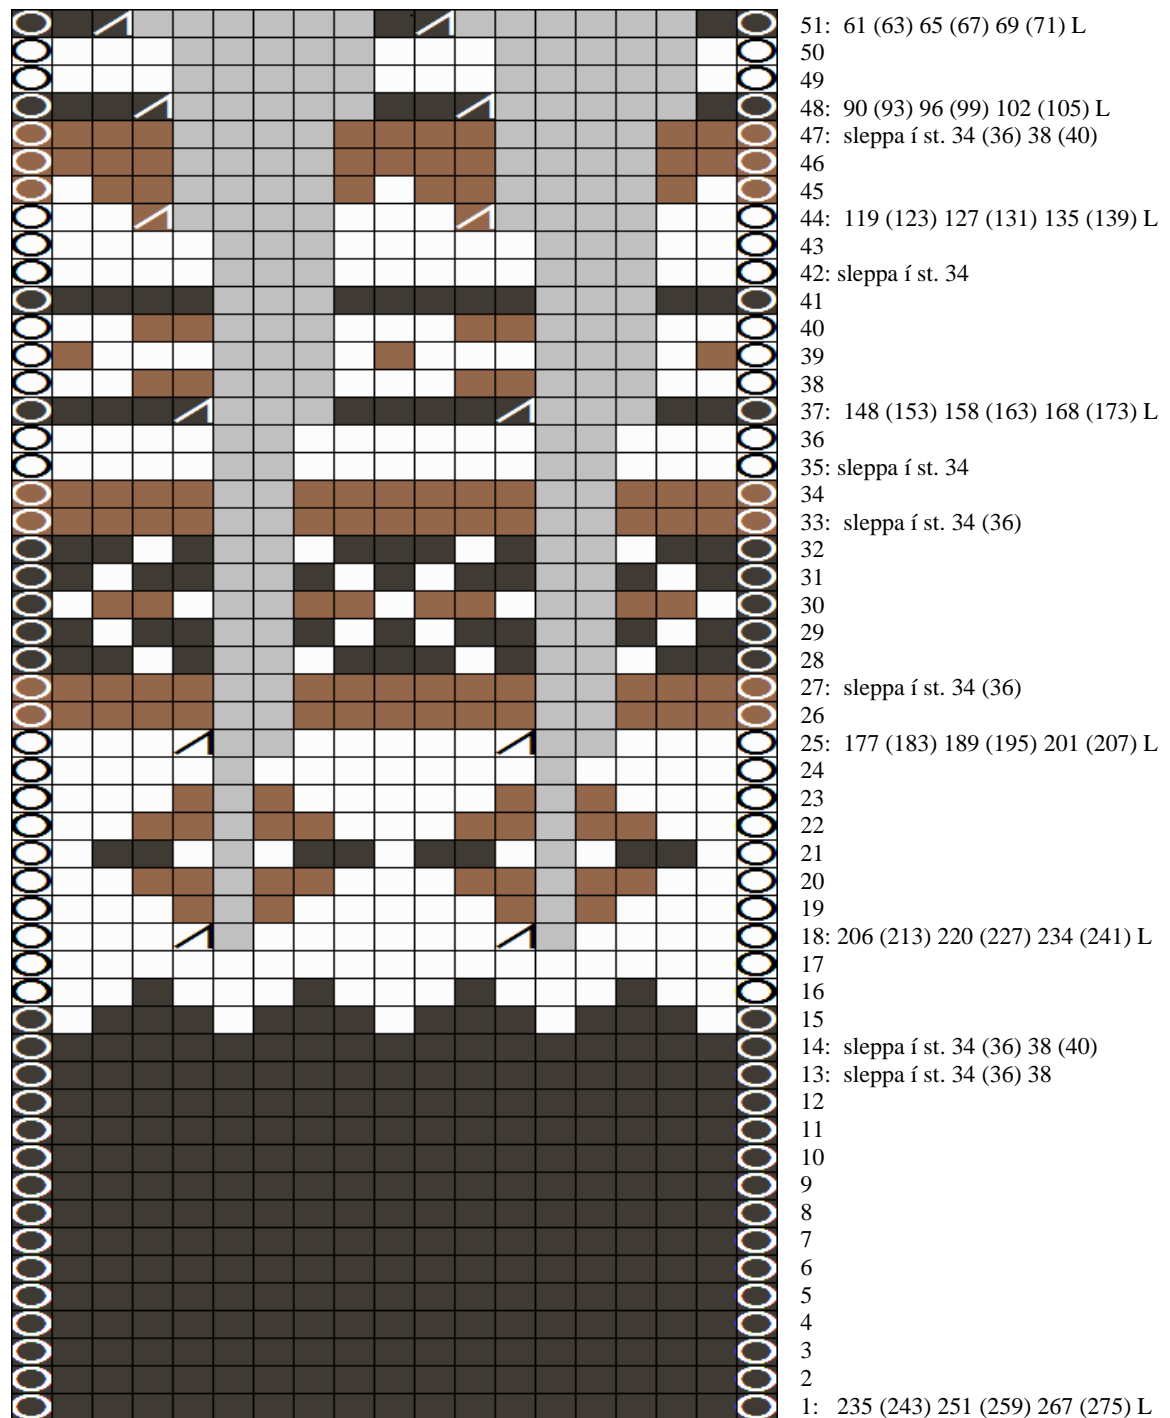 51: 61 (63) 65 (67) 69 (71) L
50
49
48: 90 (93) 96 (99) 102 (105) L
47: sleppa í st. 34 (36) 38 (40)
46
45
44: 119 (123) 127 (131) 135 (139) L
43
42: sleppa í st. 34
41
40
39
38
37: 148 (153) 158 (163) 168 (173) L
36
35: sleppa í st. 34
34
33: sleppa í st. 34 (36)
32
31
30
29
28
27: sleppa í st. 34 (36)
26
25: 177 (183) 189 (195) 201 (207) L
24
23
22
21
20
19
18: 206 (213) 220 (227) 234 (241) L
17
16
15
14: sleppa í st. 34 (36) 38 (40)
13: sleppa í st. 34 (36) 38
12
11
10
9
8
7
6
5
4
3
2
1: 235 (243) 251 (259) 267 (275) L